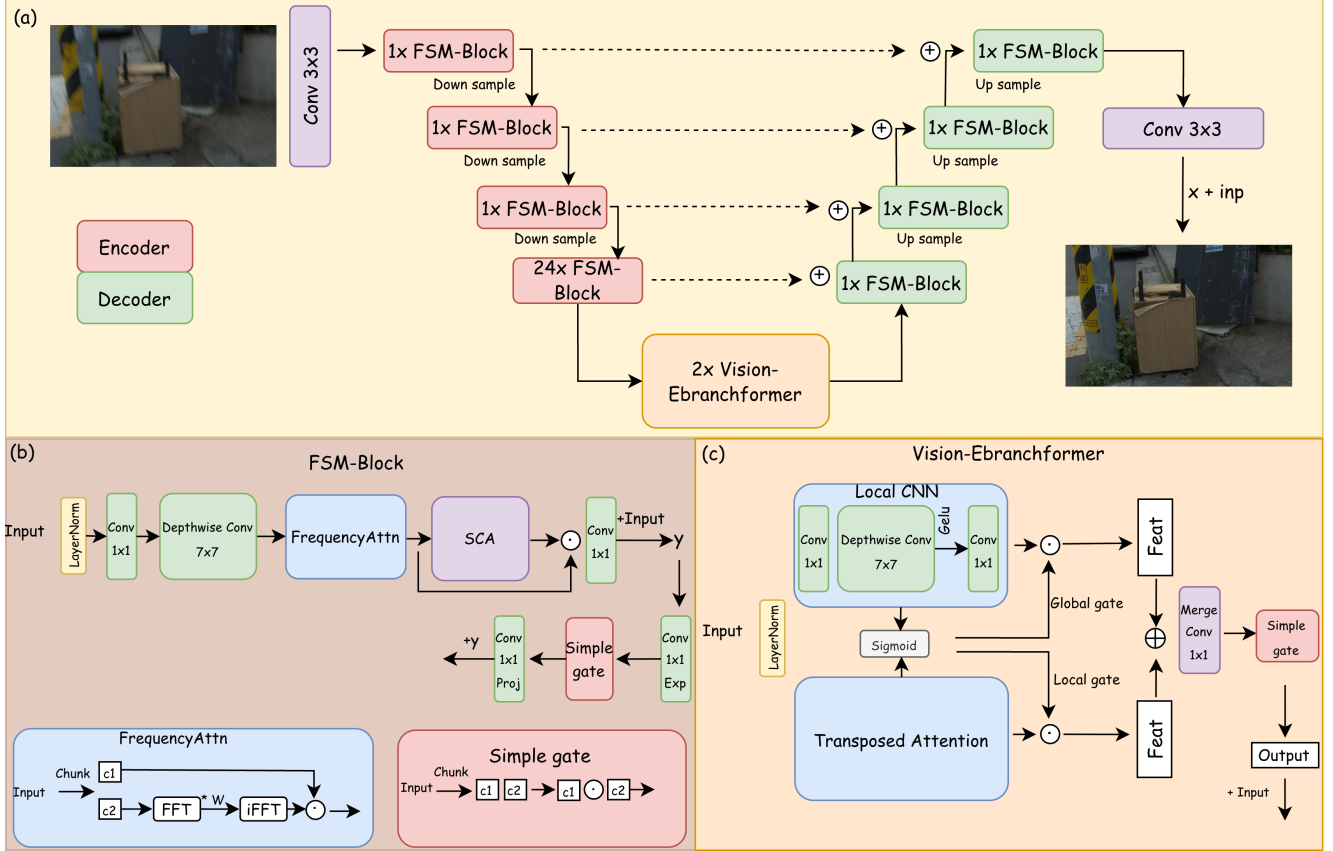 (a)
Conv 3x3
1x FSM-Block
Down sample
1x FSM-Block
Down sample
1x FSM-Block
Down sample
24x FSM-
Block
2x Vision-
Ebranchformer
+
1x FSM-Block
Up sample
+
1x FSM-Block
Up sample
+
1x FSM-Block
Up sample
+
1x FSM-Block
Conv 3x3
x + inp
Encoder
Decoder
(b)
FSM-Block
Input
LayerNorm
Conv
1x1
Depthwise Conv
7x7
FrequencyAttn
SCA
Conv
1x1
+Input
y
Conv
1x1
Exp
Simple
gate
Conv
1x1
Proj
+y
FrequencyAttn
Input
Chunk
c1
c2
FFT
* W
iFFT
Simple gate
Input
Chunk
c1
c2
c1
c2
(c)
Vision-Ebranchformer
Input
LayerNorm
Local CNN
Conv
1x1
Depthwise Conv
7x7
Gelu
Conv
1x1
Sigmoid
Transposed Attention
Global gate
Local gate
Feat
Feat
Merge
Conv
1x1
Simple
gate
Output
+ Input